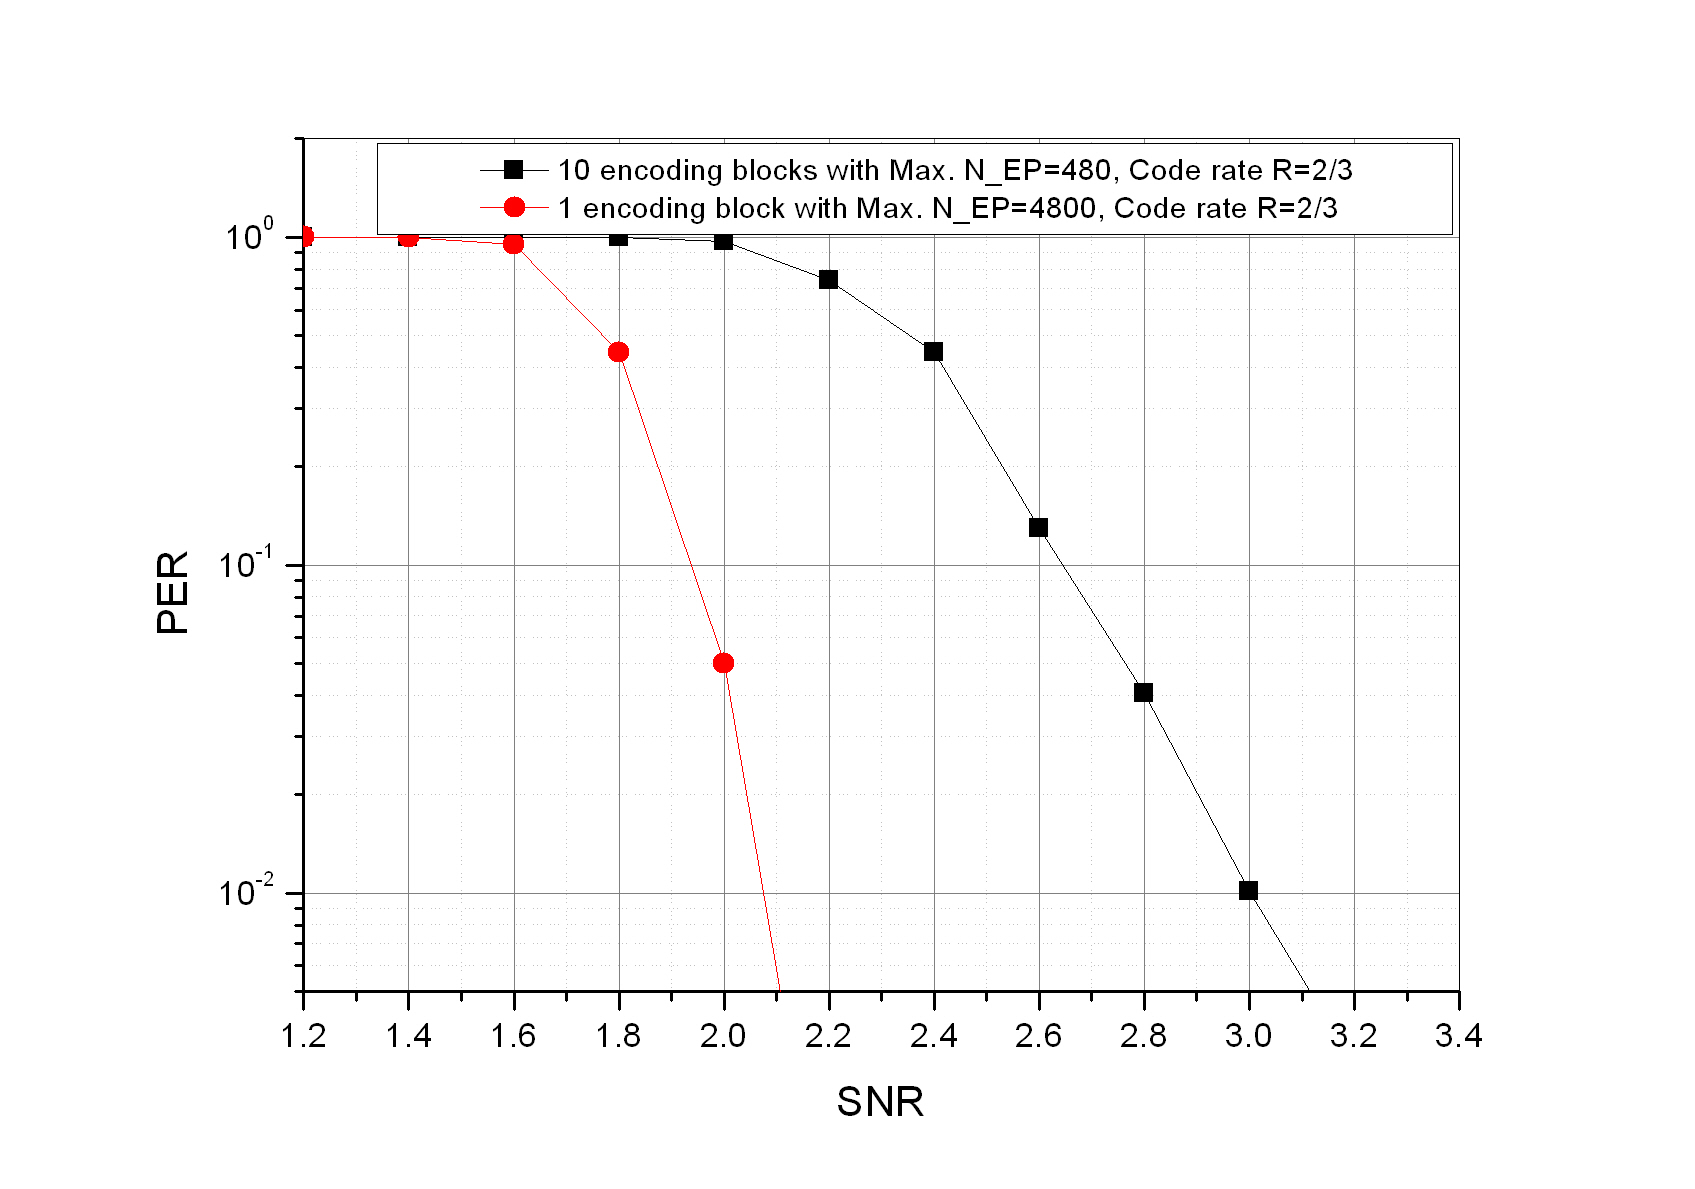 10 encoding blocks with Max. N_EP=480, Code rate R=2/3
1 encoding block with Max. N_EP=4800, Code rate R=2/3
10^0
10^-1
10^-2
PER
1.2 1.4 1.6 1.8 2.0 2.2 2.4 2.6 2.8 3.0 3.2 3.4
SNR